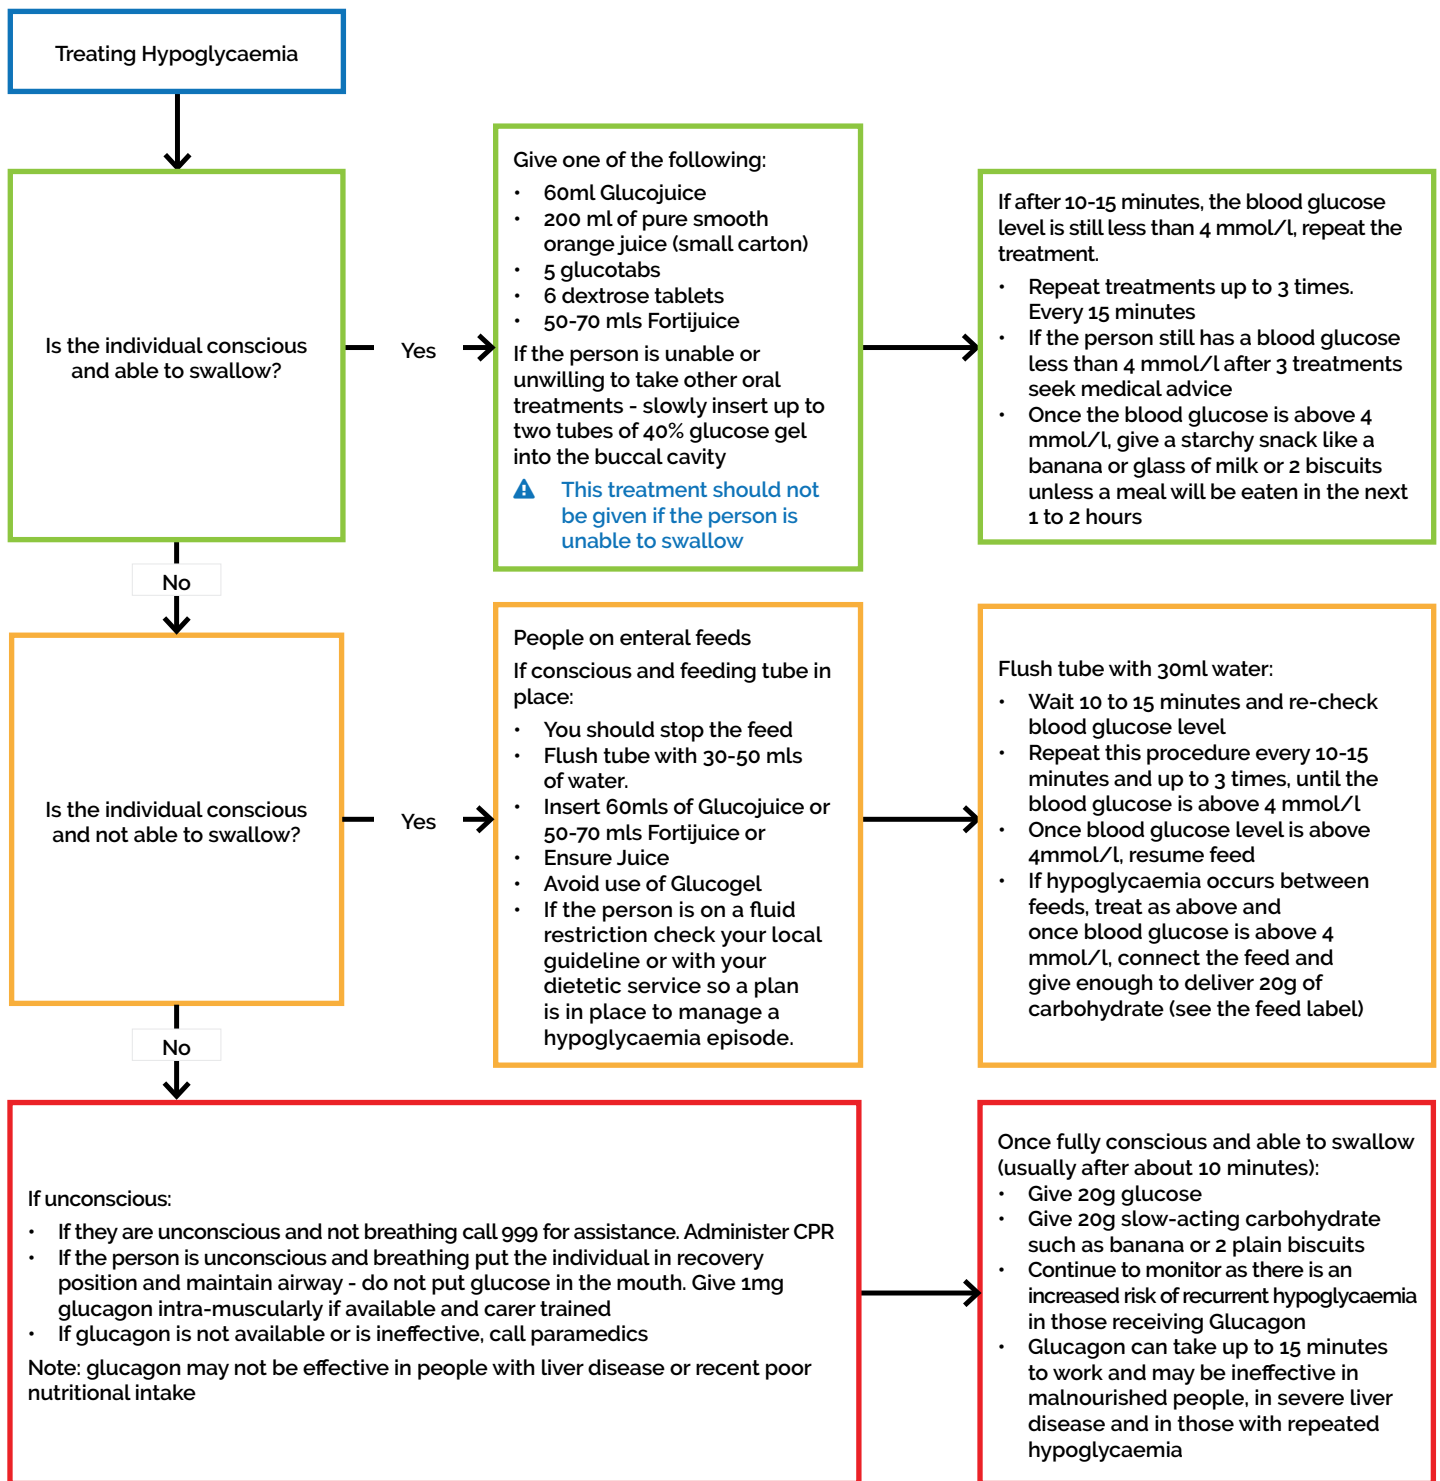 Treating Hypoglycaemia
Is the individual conscious
and able to swallow?
Yes
Give one of the following:
• 60ml Glucojuice
• 200 ml of pure smooth
orange juice (small carton)
• 5 glucotabs
• 6 dextrose tablets
• 50-70 mls Fortijuice
If the person is unable or
unwilling to take other oral
treatments - slowly insert up to
two tubes of 40% glucose gel
into the buccal cavity
This treatment should not
be given if the person is
unable to swallow
If after 10-15 minutes, the blood glucose
level is still less than 4 mmol/l, repeat the
treatment.
• Repeat treatments up to 3 times.
Every 15 minutes
• If the person still has a blood glucose
less than 4 mmol/l after 3 treatments
seek medical advice
• Once the blood glucose is above 4
mmol/l, give a starchy snack like a
banana or glass of milk or 2 biscuits
unless a meal will be eaten in the next
1 to 2 hours
No
Is the individual conscious
and not able to swallow?
Yes
People on enteral feeds
If conscious and feeding tube in
place:
• You should stop the feed
• Flush tube with 30-50 mls
of water.
• Insert 60mls of Glucojuice or
50-70 mls Fortijuice or
• Ensure Juice
• Avoid use of Glucogel
• If the person is on a fluid
restriction check your local
guideline or with your
dietetic service so a plan
is in place to manage a
hypoglycaemia episode.
Flush tube with 30ml water:
• Wait 10 to 15 minutes and re-check
blood glucose level
• Repeat this procedure every 10-15
minutes and up to 3 times, until the
blood glucose is above 4 mmol/l
• Once blood glucose level is above
4mmol/l, resume feed
• If hypoglycaemia occurs between
feeds, treat as above and
once blood glucose is above 4
mmol/l, connect the feed and
give enough to deliver 20g of
carbohydrate (see the feed label)
No
If unconscious:
• If they are unconscious and not breathing call 999 for assistance. Administer CPR
• If the person is unconscious and breathing put the individual in recovery
position and maintain airway - do not put glucose in the mouth. Give 1mg
glucagon intra-muscularly if available and carer trained
• If glucagon is not available or is ineffective, call paramedics
Note: glucagon may not be effective in people with liver disease or recent poor
nutritional intake
Once fully conscious and able to swallow
(usually after about 10 minutes):
• Give 20g glucose
• Give 20g slow-acting carbohydrate
such as banana or 2 plain biscuits
• Continue to monitor as there is an
increased risk of recurrent hypoglycaemia
in those receiving Glucagon
• Glucagon can take up to 15 minutes
to work and may be ineffective in
malnourished people, in severe liver
disease and in those with repeated
hypoglycaemia